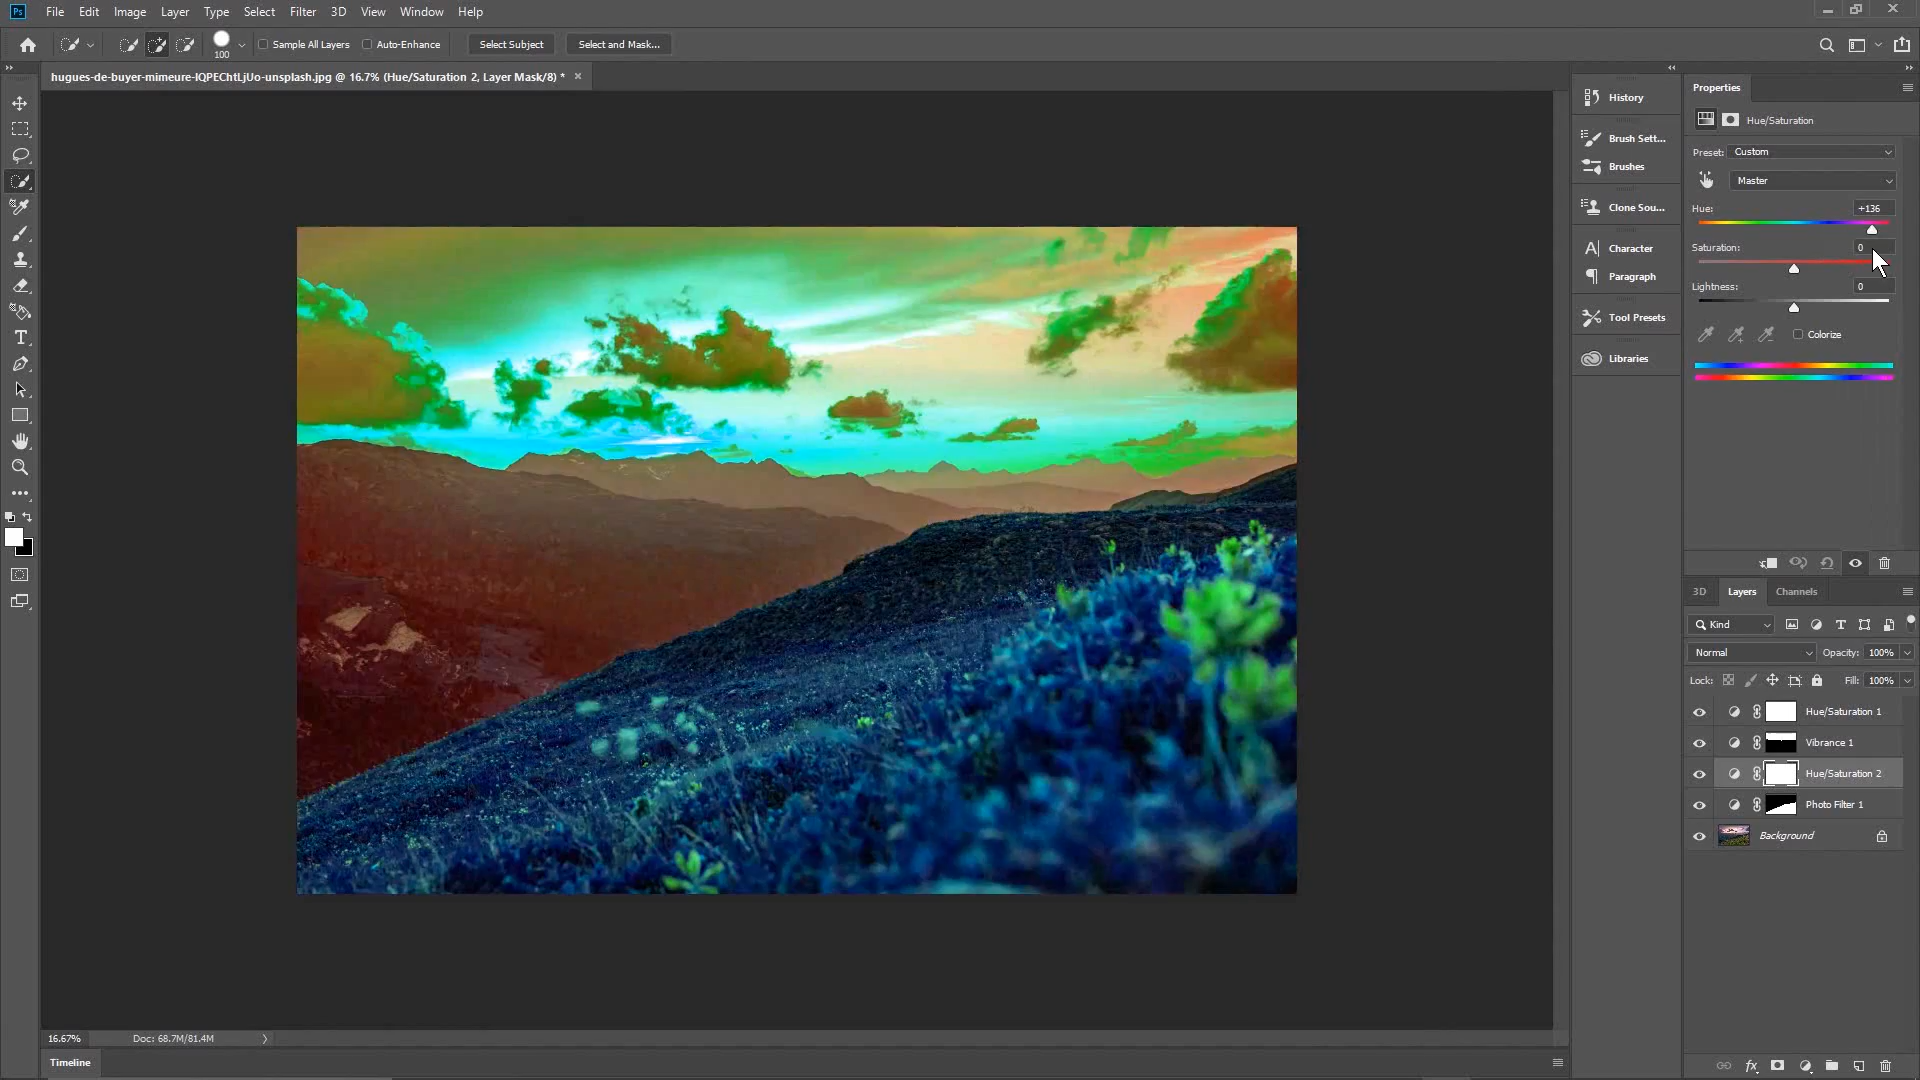 Ps File Edit Image Layer Type Select Filter 3D View Window Help
100 Sample All Layers Auto-Enhance Select Subject Select and Mask...
hugues-de-buyer-mimeure-lQPEChtLjUo-unsplash.jpg @ 16.7% (Hue/Saturation 2, Layer Mask/8) *
History
Brush Sett...
Brushes
Clone Sou...
Character
Paragraph
Tool Presets
Libraries
Properties
Hue/Saturation
Preset: Custom
Master
Hue: +136
Saturation: 0
Lightness: 0
Colorize
3D Layers Channels
Kind
Normal Opacity: 100%
Lock: Fill: 100%
Hue/Saturation 1
Vibrance 1
Hue/Saturation 2
Photo Filter 1
Background
16.67% Doc: 68.7M/81.4M
Timeline